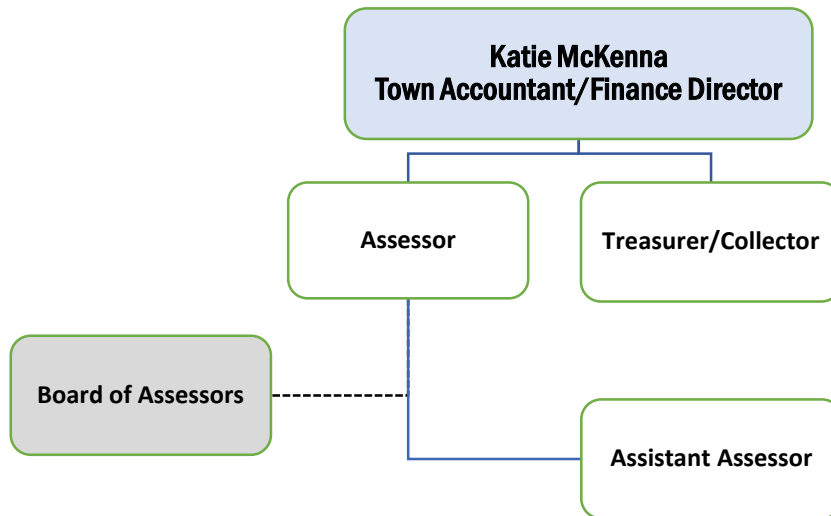 Katie McKenna
Town Accountant/Finance Director
Assessor
Treasurer/Collector
Board of Assessors
Assistant Assessor